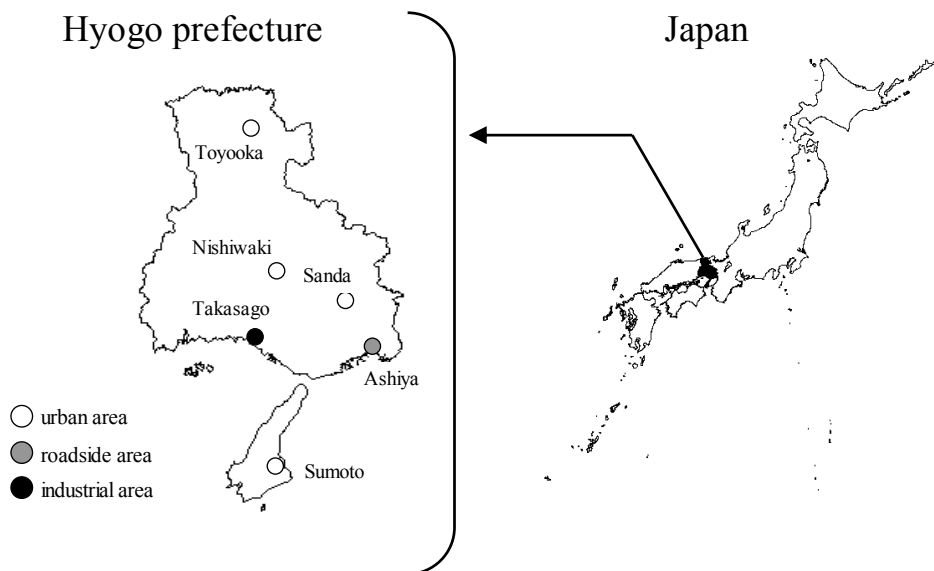 Hyogo prefecture
Japan
Toyooka
Nishiwaki
Sanda
Takasago
Ashiya
urban area
roadside area
industrial area
Sumoto